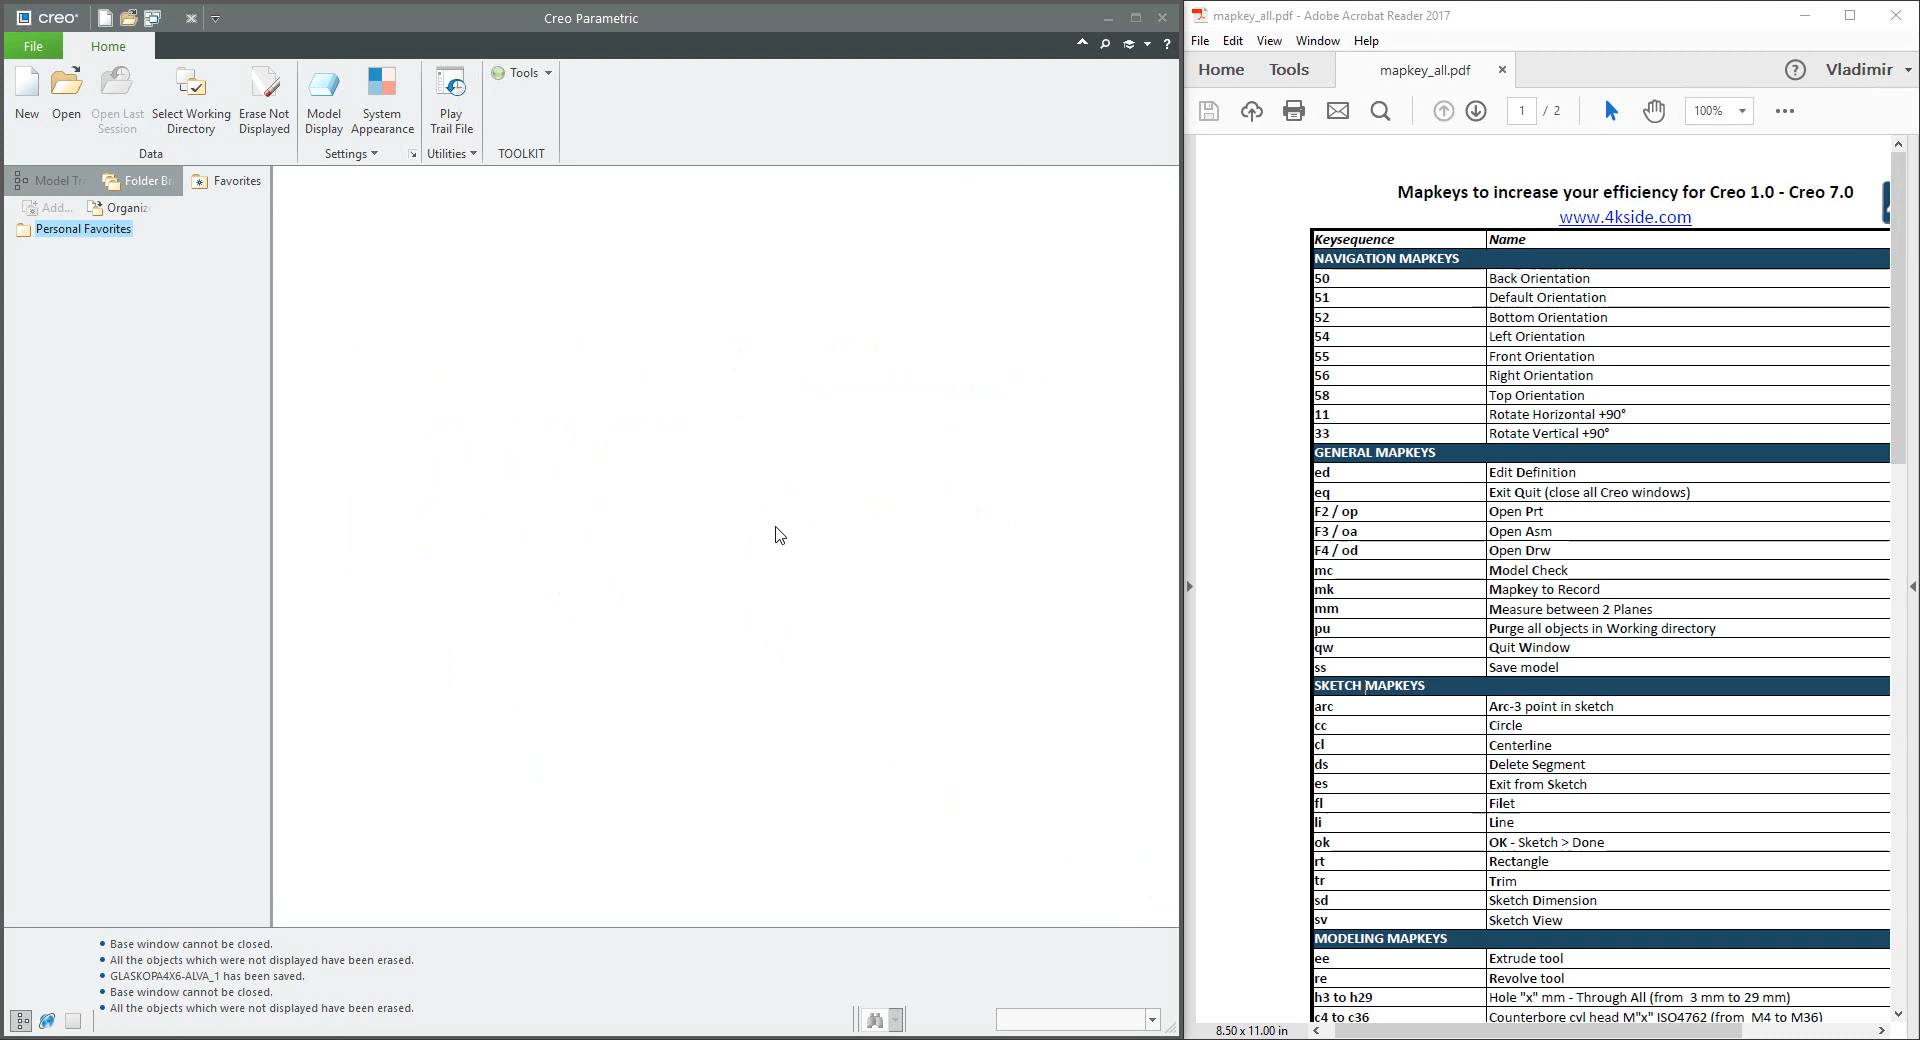 creo®
Creo Parametric
File
Home
New
Open
Open Last Session
Select Working Directory
Erase Not Displayed
Model Display
System Appearance
Play Trail File
Tools
Data
Settings
Utilities
TOOLKIT
Model Tr
Folder Br
Favorites
Add...
Organiz
Personal Favorites
Base window cannot be closed.
All the objects which were not displayed have been erased.
GLASKOPA4X6-ALVA_1 has been saved.
Base window cannot be closed.
All the objects which were not displayed have been erased.
mapkey_all.pdf - Adobe Acrobat Reader 2017
File Edit View Window Help
Home Tools mapkey_all.pdf Vladimir
1 / 2 100%
Mapkeys to increase your efficiency for Creo 1.0 - Creo 7.0
www.4kside.com
Keysequence Name
NAVIGATION MAPKEYS
50 Back Orientation
51 Default Orientation
52 Bottom Orientation
54 Left Orientation
55 Front Orientation
56 Right Orientation
58 Top Orientation
11 Rotate Horizontal +90°
33 Rotate Vertical +90°
GENERAL MAPKEYS
ed Edit Definition
eq Exit Quit (close all Creo windows)
F2 / op Open Prt
F3 / oa Open Asm
F4 / od Open Drw
mc Model Check
mk Mapkey to Record
mm Measure between 2 Planes
pu Purge all objects in Working directory
qw Quit Window
ss Save model
SKETCH MAPKEYS
arc Arc-3 point in sketch
cc Circle
cl Centerline
ds Delete Segment
es Exit from Sketch
fl Filet
li Line
ok OK - Sketch > Done
rt Rectangle
tr Trim
sd Sketch Dimension
sv Sketch View
MODELING MAPKEYS
ee Extrude tool
re Revolve tool
h3 to h29 Hole "x" mm - Through All (from 3 mm to 29 mm)
c4 to c36 Counterbore cyl head M"x" ISO4762 (from M4 to M36)
8.50 x 11.00 in